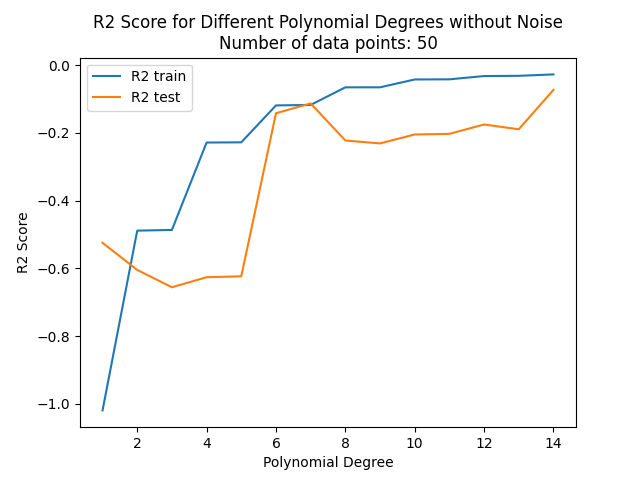 R2 Score for Different Polynomial Degrees without Noise
Number of data points: 50
R2 train
R2 test
R2 Score
0.0
−0.2
−0.4
−0.6
−0.8
−1.0
2
4
6
8
10
12
14
Polynomial Degree